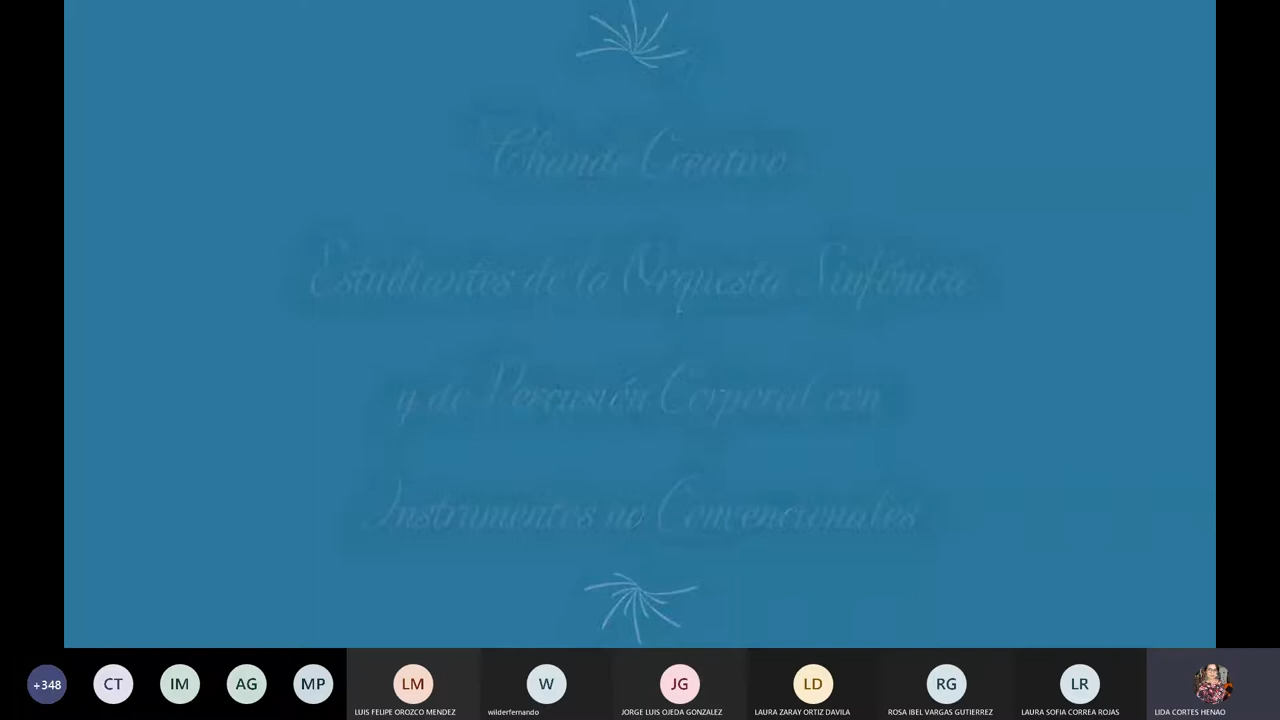 Chande Creativo
Estudiantes de la Orquesta Sinfónica
y de Percusión Corporal con
Instrumentos no Convencionales
+348
CT
IM
AG
MP
LM
W
JG
LD
RG
LR
LUIS FELIPE OROZCO MENDEZ
wilderfernando
JORGE LUIS OJEDA GONZALEZ
LAURA ZARAY ORTIZ DAVILA
ROSA IBEL VARGAS GUTIERREZ
LAURA SOFIA CORREA ROJAS
LIDA CORTES HENAO